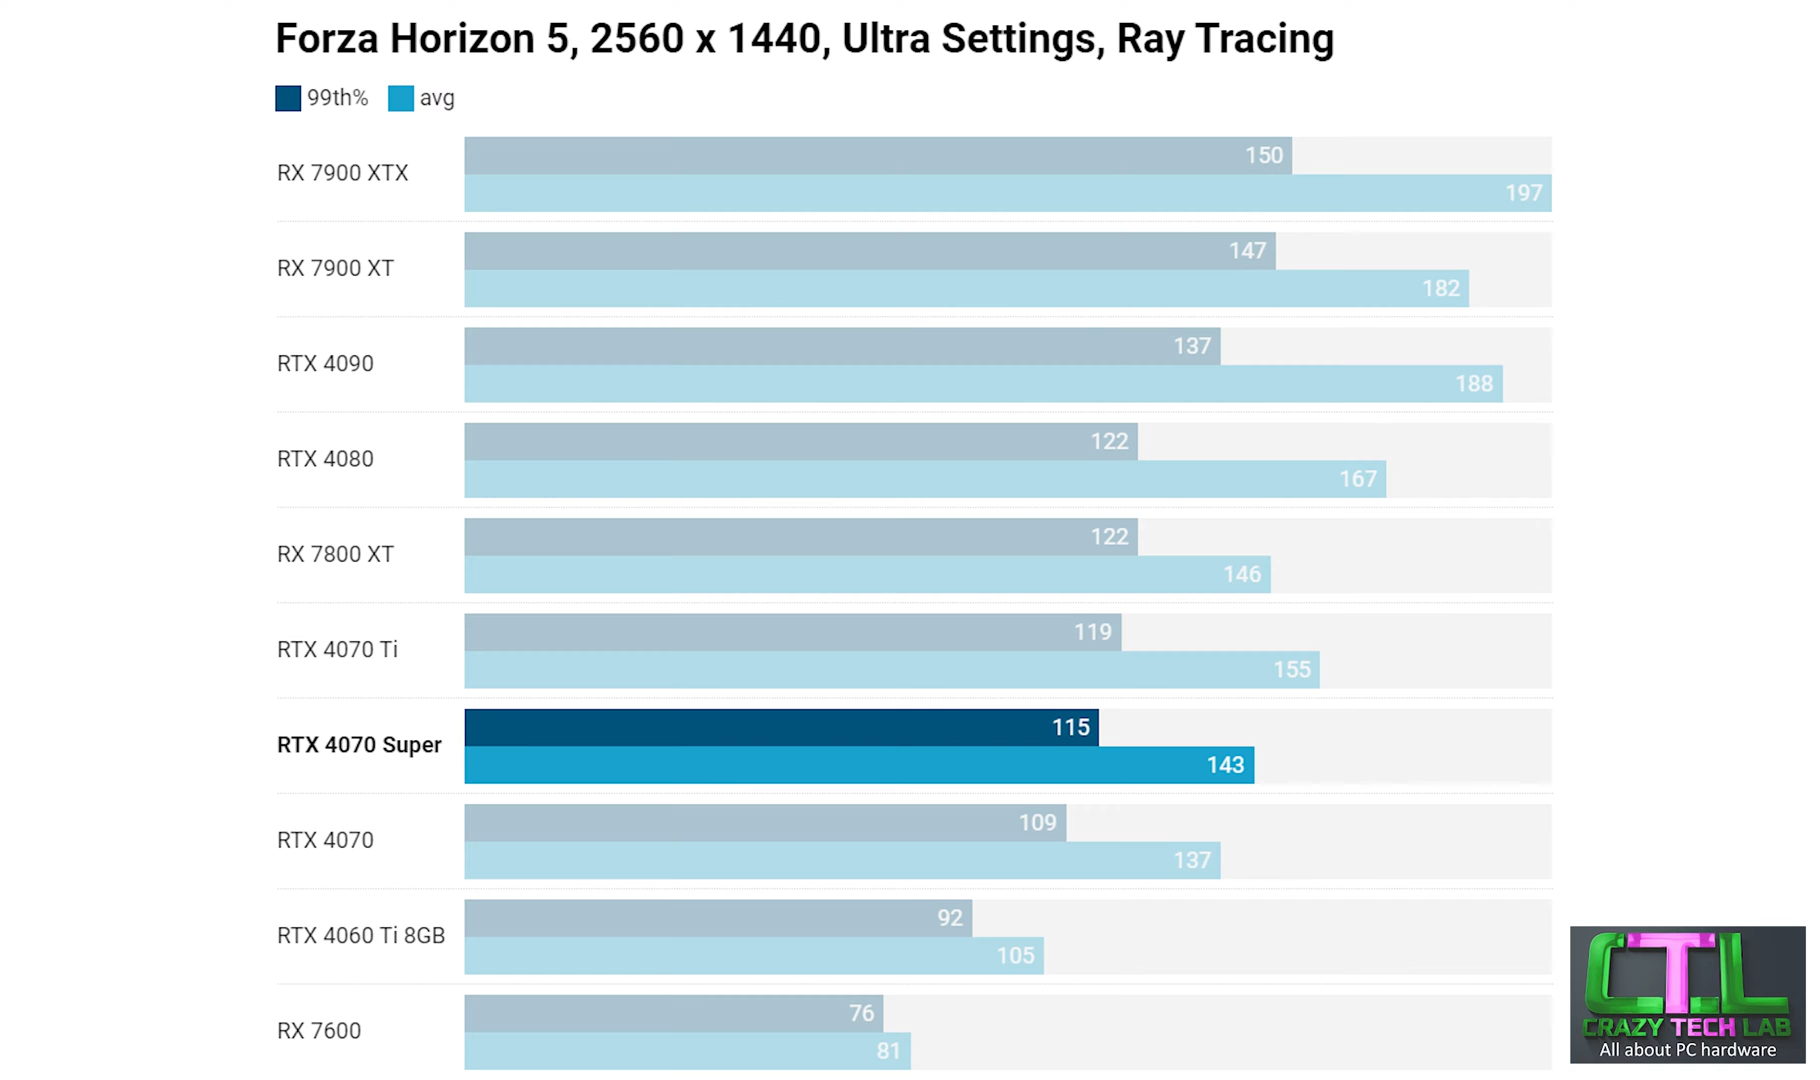 Forza Horizon 5, 2560 x 1440, Ultra Settings, Ray Tracing
99th% avg
RX 7900 XTX
150
197
RX 7900 XT
147
182
RTX 4090
137
188
RTX 4080
122
167
RX 7800 XT
122
146
RTX 4070 Ti
119
155
RTX 4070 Super
115
143
RTX 4070
109
137
RTX 4060 Ti 8GB
92
105
RX 7600
76
81
CTL
CRAZY TECH LAB
All about PC hardware